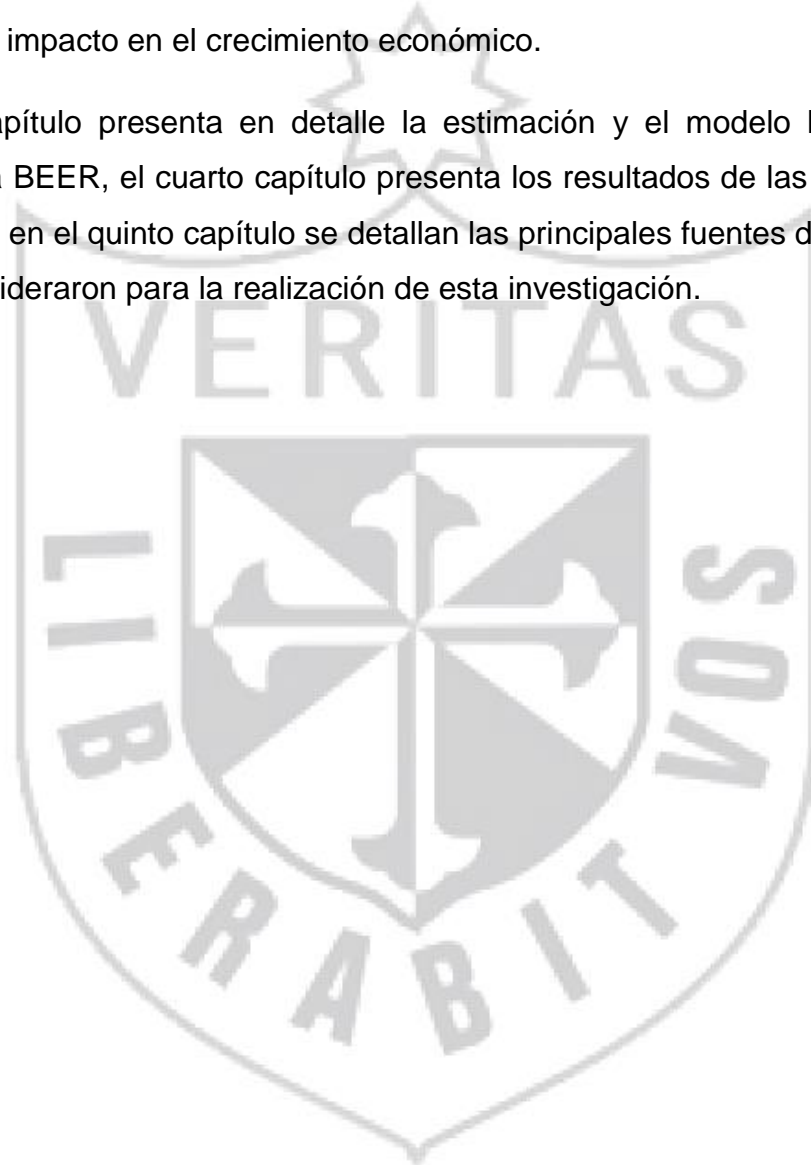 impacto en el crecimiento económico.
apítulo presenta en detalle la estimación y el modelo
BEER, el cuarto capítulo presenta los resultados de las
en el quinto capítulo se detallan las principales fuentes
ideraron para la realización de esta investigación.
VERITAS
LIBERABIT VOS